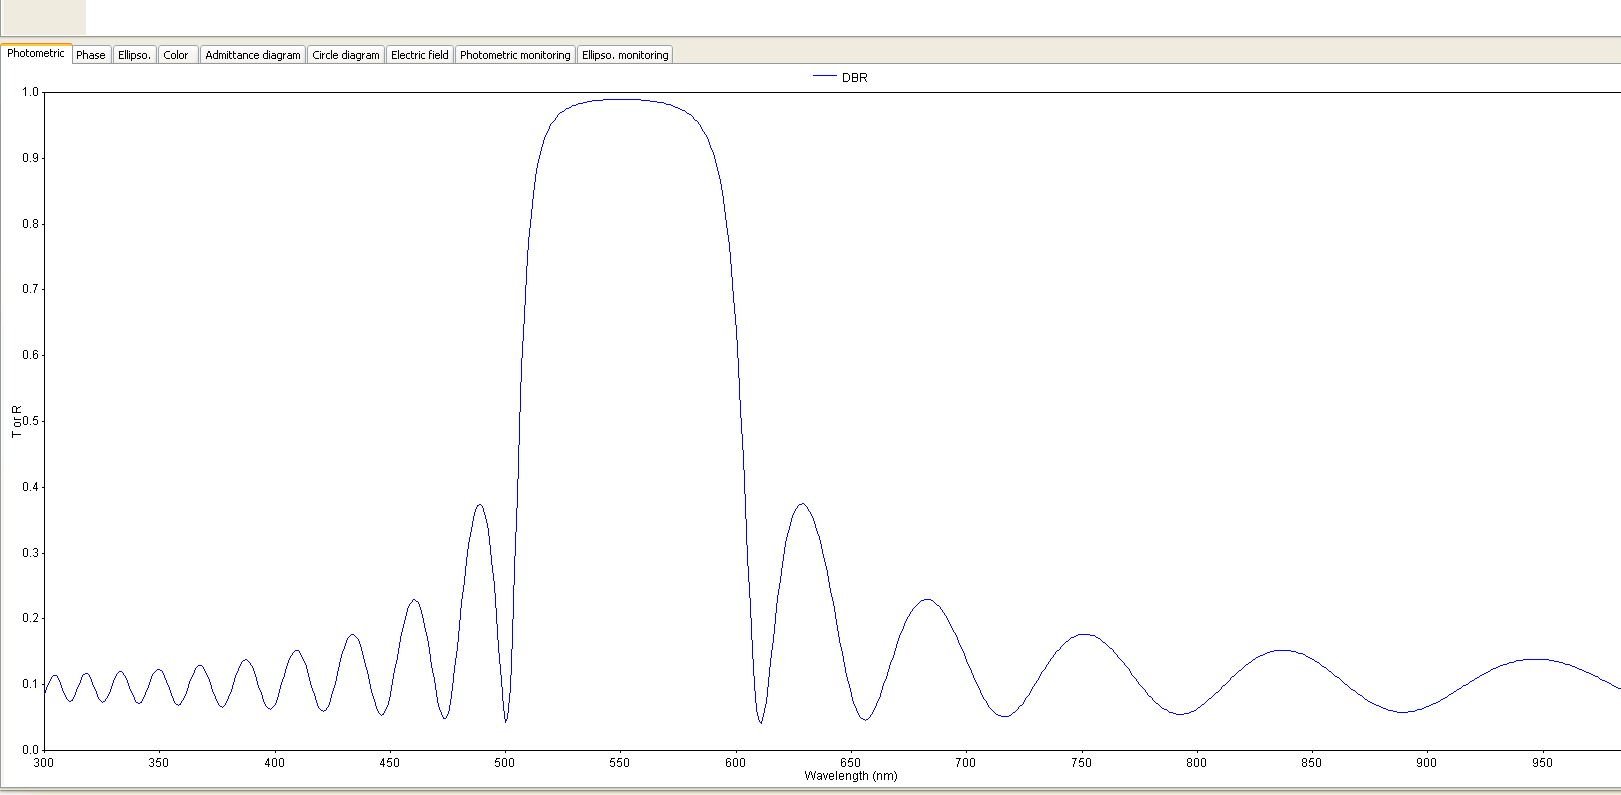 Photometric Phase Ellipso. Color Admittance diagram Circle diagram Electric field Photometric monitoring Ellipso. monitoring
DBR
1.0
0.9
0.8
0.7
0.6
0.5
0.4
0.3
0.2
0.1
0.0
T or R
300 350 400 450 500 550 600 650 700 750 800 850 900 950
Wavelength (nm)